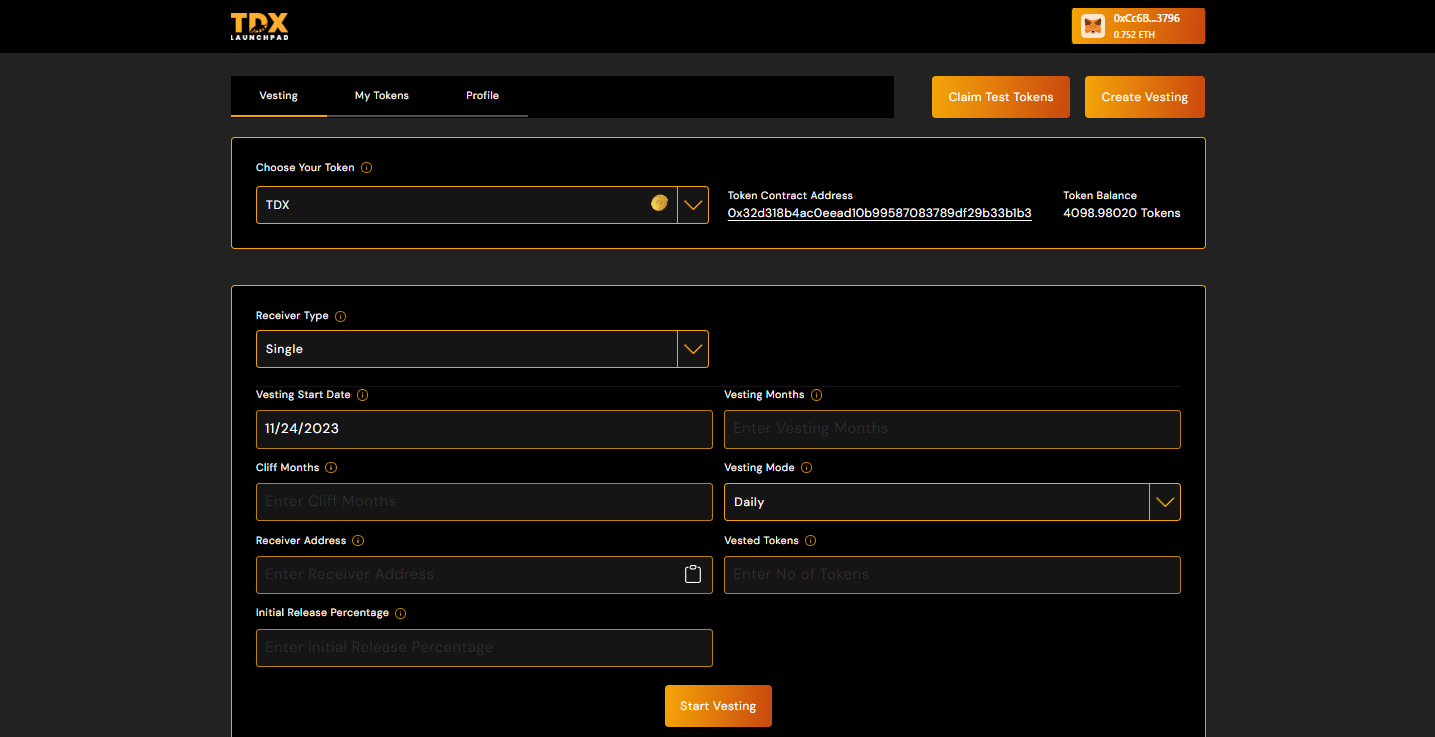 TDX
LAUNCHPAD
0xCc6B...3796
0.752 ETH
Vesting
My Tokens
Profile
Claim Test Tokens
Create Vesting
Choose Your Token
TDX
Token Contract Address
0x32d318b4ac0eead10b99587083789df29b33b1b3
Token Balance
4098.98020 Tokens
Receiver Type
Single
Vesting Start Date
11/24/2023
Vesting Months
Enter Vesting Months
Cliff Months
Enter Cliff Months
Vesting Mode
Daily
Receiver Address
Enter Receiver Address
Vested Tokens
Enter No of Tokens
Initial Release Percentage
Enter Initial Release Percentage
Start Vesting